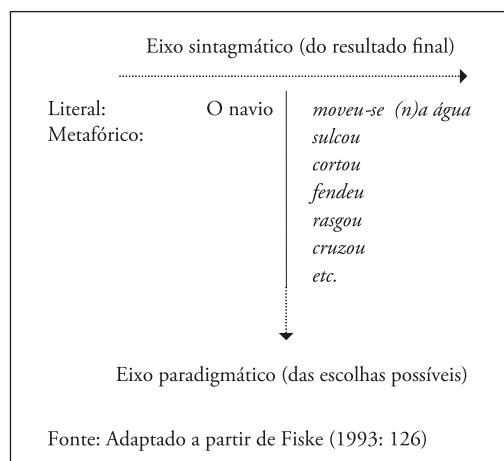 Eixo sintagmático (do resultado final)
Literal: O navio moveu-se (n)a água
Metafórico: sulcou
cortou
fendeu
rasgou
cruzou
etc.
Eixo paradigmático (das escolhas possíveis)
Fonte: Adaptado a partir de Fiske (1993: 126)